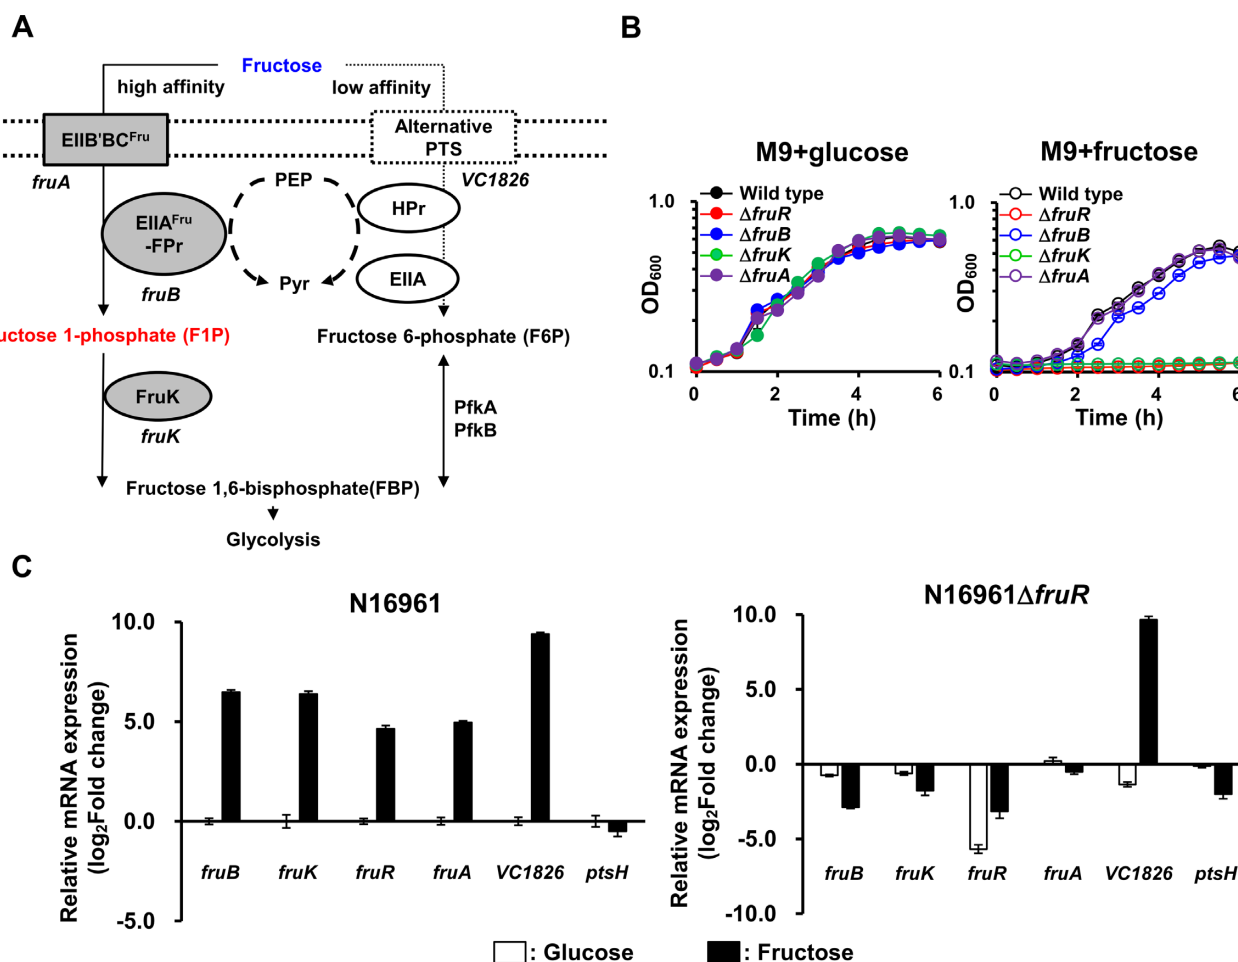 A
Fructose
high affinity
low affinity
EIIB'BC^Fru
Alternative
PTS
fruA
VC1826
PEP
HPr
EIIA^Fru
-FPr
Pyr
EIIA
fruB
uctose 1-phosphate (F1P)
Fructose 6-phosphate (F6P)
FruK
fruK
PfkA
PfkB
Fructose 1,6-bisphosphate(FBP)
Glycolysis
B
M9+glucose
1.0
Wild type
ΔfruR
ΔfruB
ΔfruK
ΔfruA
OD600
0.1
0 2 4 6
Time (h)
M9+fructose
1.0
Wild type
ΔfruR
ΔfruB
ΔfruK
ΔfruA
OD600
0.1
0 2 4 6
Time (h)
C
N16961
Relative mRNA expression
(log2Fold change)
10.0
5.0
0.0
-5.0
fruB fruK fruR fruA VC1826 ptsH
N16961ΔfruR
Relative mRNA expression
(log2Fold change)
10.0
5.0
0.0
-5.0
-10.0
fruB fruK fruR fruA VC1826 ptsH
: Glucose : Fructose